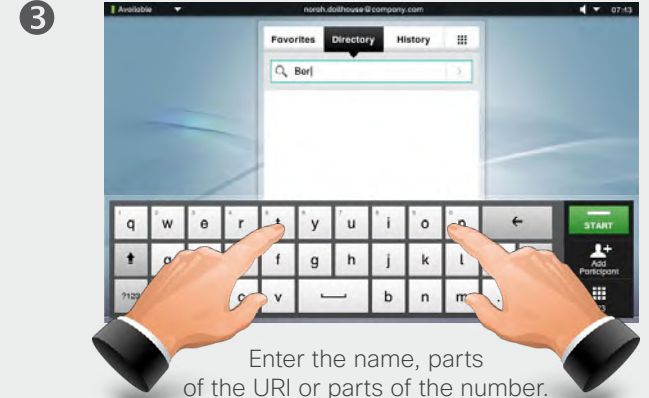 3
Available norah.dollhouse@company.com 07:43
Favorites Directory History
Ber
q w e r t y u i o p
START
f g h j k l
Add
Participant
?123 v b n m .
Enter the name, parts
of the URI or parts of the number.